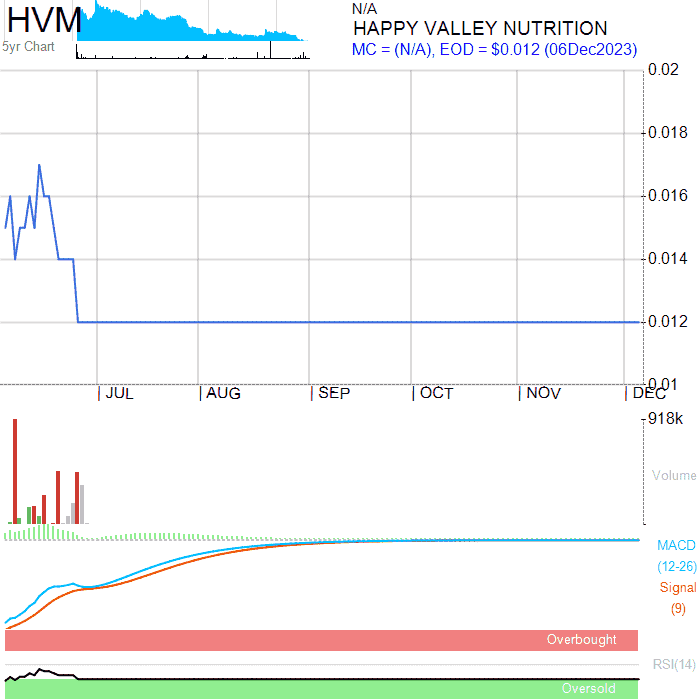 HVM
5yr Chart
N/A
HAPPY VALLEY NUTRITION
MC = (N/A), EOD = $0.012 (06Dec2023)
0.02
0.018
0.016
0.014
0.012
0.01
JUL AUG SEP OCT NOV DEC
918k
Volume
MACD
(12-26)
Signal
(9)
Overbought
RSI(14)
Oversold